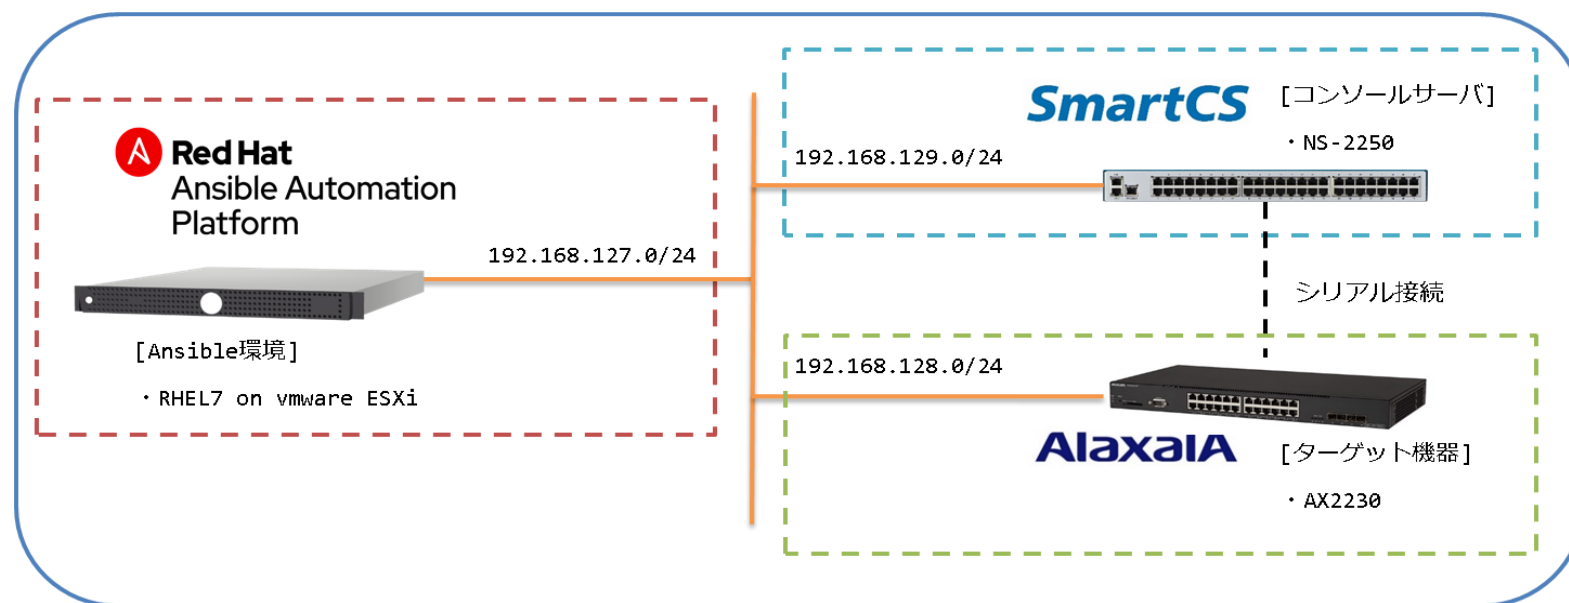 Red Hat
Ansible Automation
Platform
192.168.127.0/24
[Ansible環境]
・RHEL7 on vmware ESXi
SmartCS
[コンソールサーバ]
・NS-2250
192.168.129.0/24
シリアル接続
192.168.128.0/24
AlaxalA
[ターゲット機器]
・AX2230